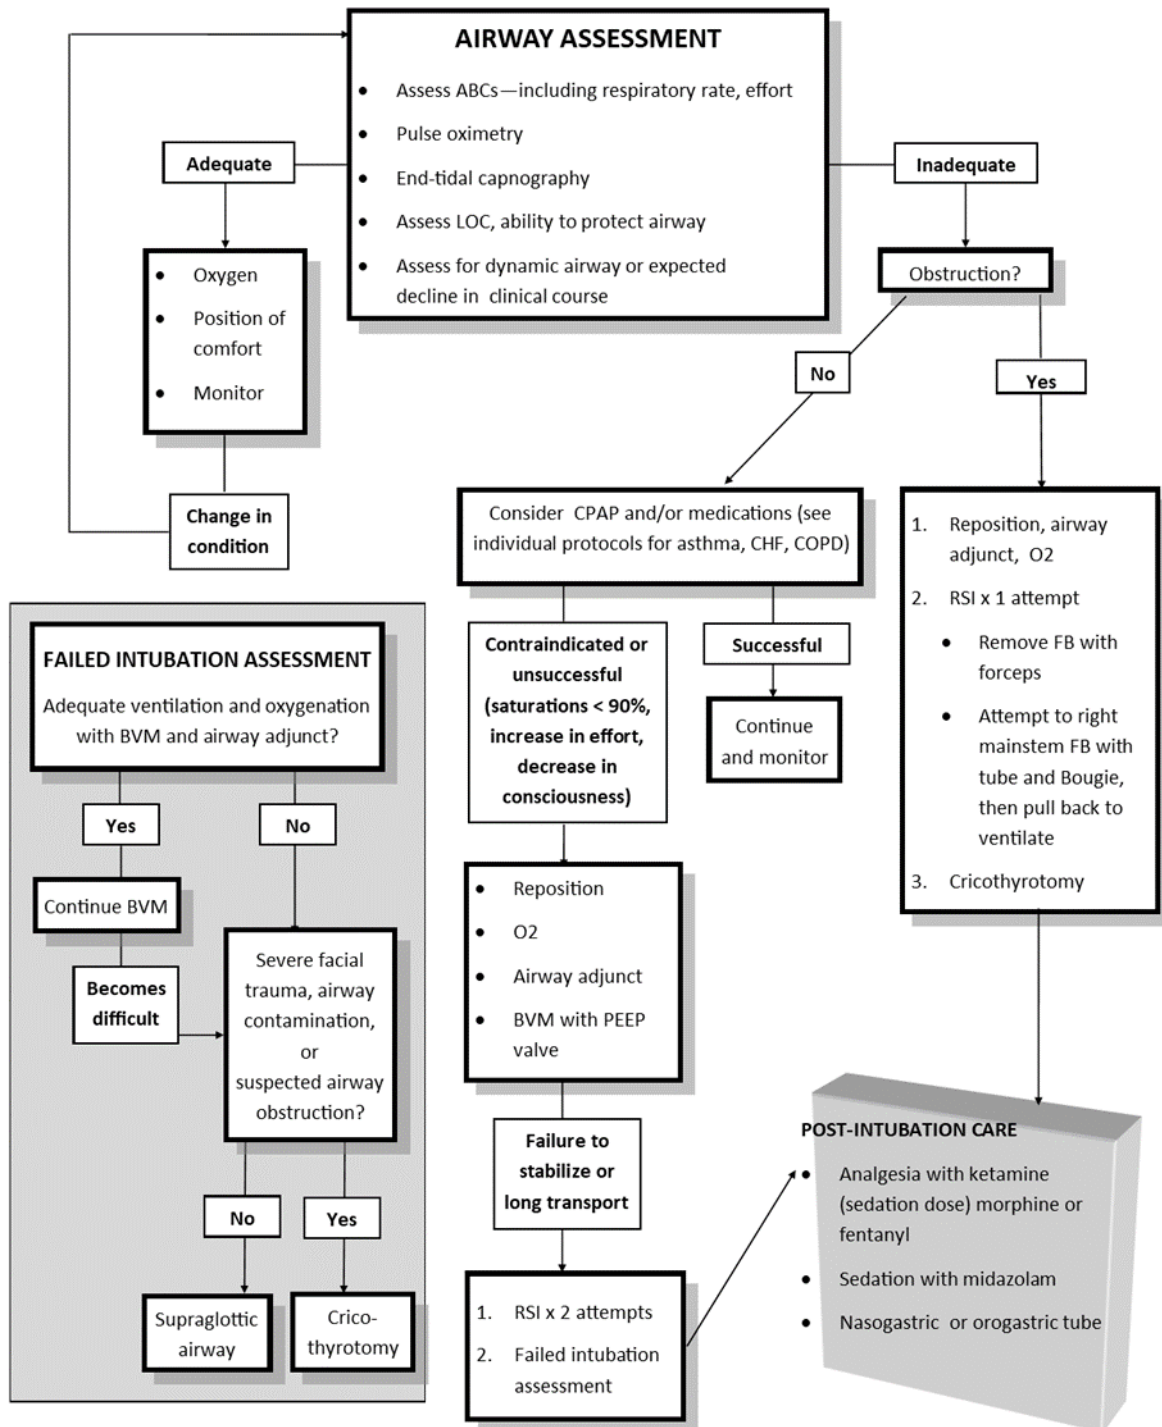 AIRWAY ASSESSMENT
• Assess ABCs—including respiratory rate, effort
• Pulse oximetry
• End-tidal capnography
• Assess LOC, ability to protect airway
• Assess for dynamic airway or expected
decline in clinical course
Adequate
• Oxygen
• Position of
comfort
• Monitor
Change in
condition
Inadequate
Obstruction?
No
Yes
Consider CPAP and/or medications (see
individual protocols for asthma, CHF, COPD)
Contraindicated or
unsuccessful
(saturations < 90%,
increase in effort,
decrease in
consciousness)
Successful
Continue
and monitor
• Reposition
• O2
• Airway adjunct
• BVM with PEEP
valve
Failure to
stabilize or
long transport
1. RSI x 2 attempts
2. Failed intubation
assessment
1. Reposition, airway
adjunct, O2
2. RSI x 1 attempt
• Remove FB with
forceps
• Attempt to right
mainstem FB with
tube and Bougie,
then pull back to
ventilate
3. Cricothyrotomy
POST-INTUBATION CARE
• Analgesia with ketamine
(sedation dose) morphine or
fentanyl
• Sedation with midazolam
• Nasogastric or orogastric tube
FAILED INTUBATION ASSESSMENT
Adequate ventilation and oxygenation
with BVM and airway adjunct?
Yes
No
Continue BVM
Becomes
difficult
Severe facial
trauma, airway
contamination,
or
suspected airway
obstruction?
No
Yes
Supraglottic
airway
Crico-
thyrotomy